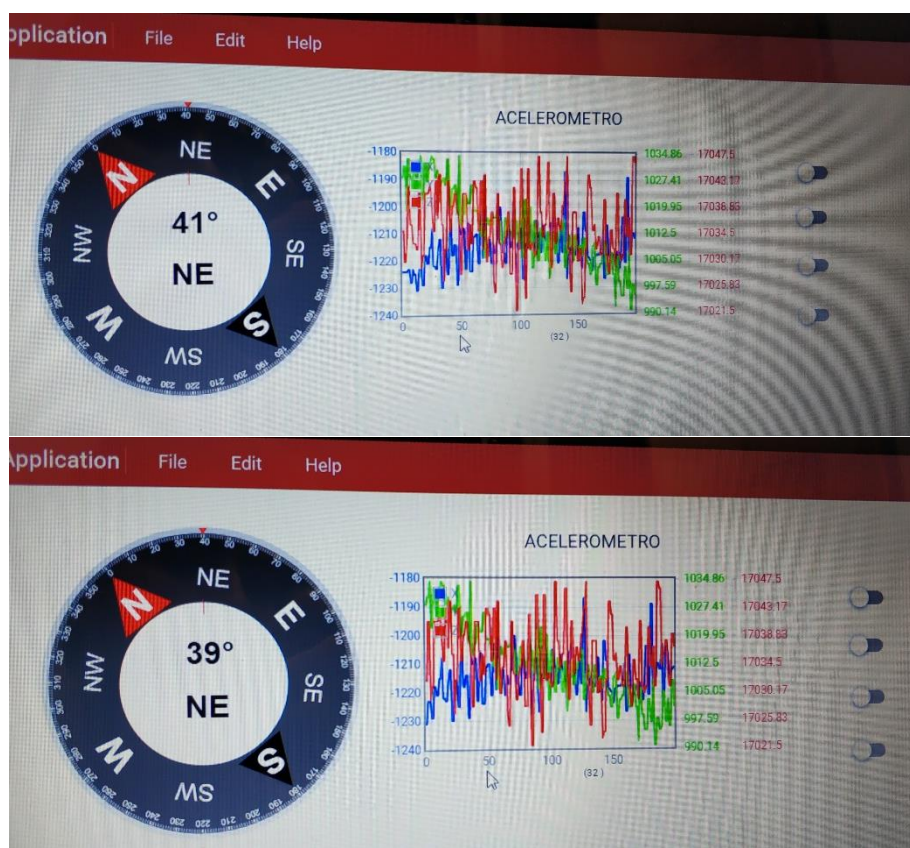 pplication File Edit Help
ACELEROMETRO
NE
E
SE
S
SW
W
NW
N
41°
NE
-1180
-1190
-1200
-1210
-1220
-1230
-1240
1034.86 17047.5
1027.41 17043.17
1019.95 17038.83
1012.5 17034.5
1005.05 17030.17
997.59 17025.83
990.14 17021.5
0 50 100 150
(32)
Application File Edit Help
ACELEROMETRO
NE
E
SE
S
SW
W
NW
N
39°
NE
-1180
-1190
-1200
-1210
-1220
-1230
-1240
1034.86 17047.5
1027.41 17043.17
1019.95 17038.83
1012.5 17034.5
1005.05 17030.17
997.59 17025.83
990.14 17021.5
0 50 100 150
(32)